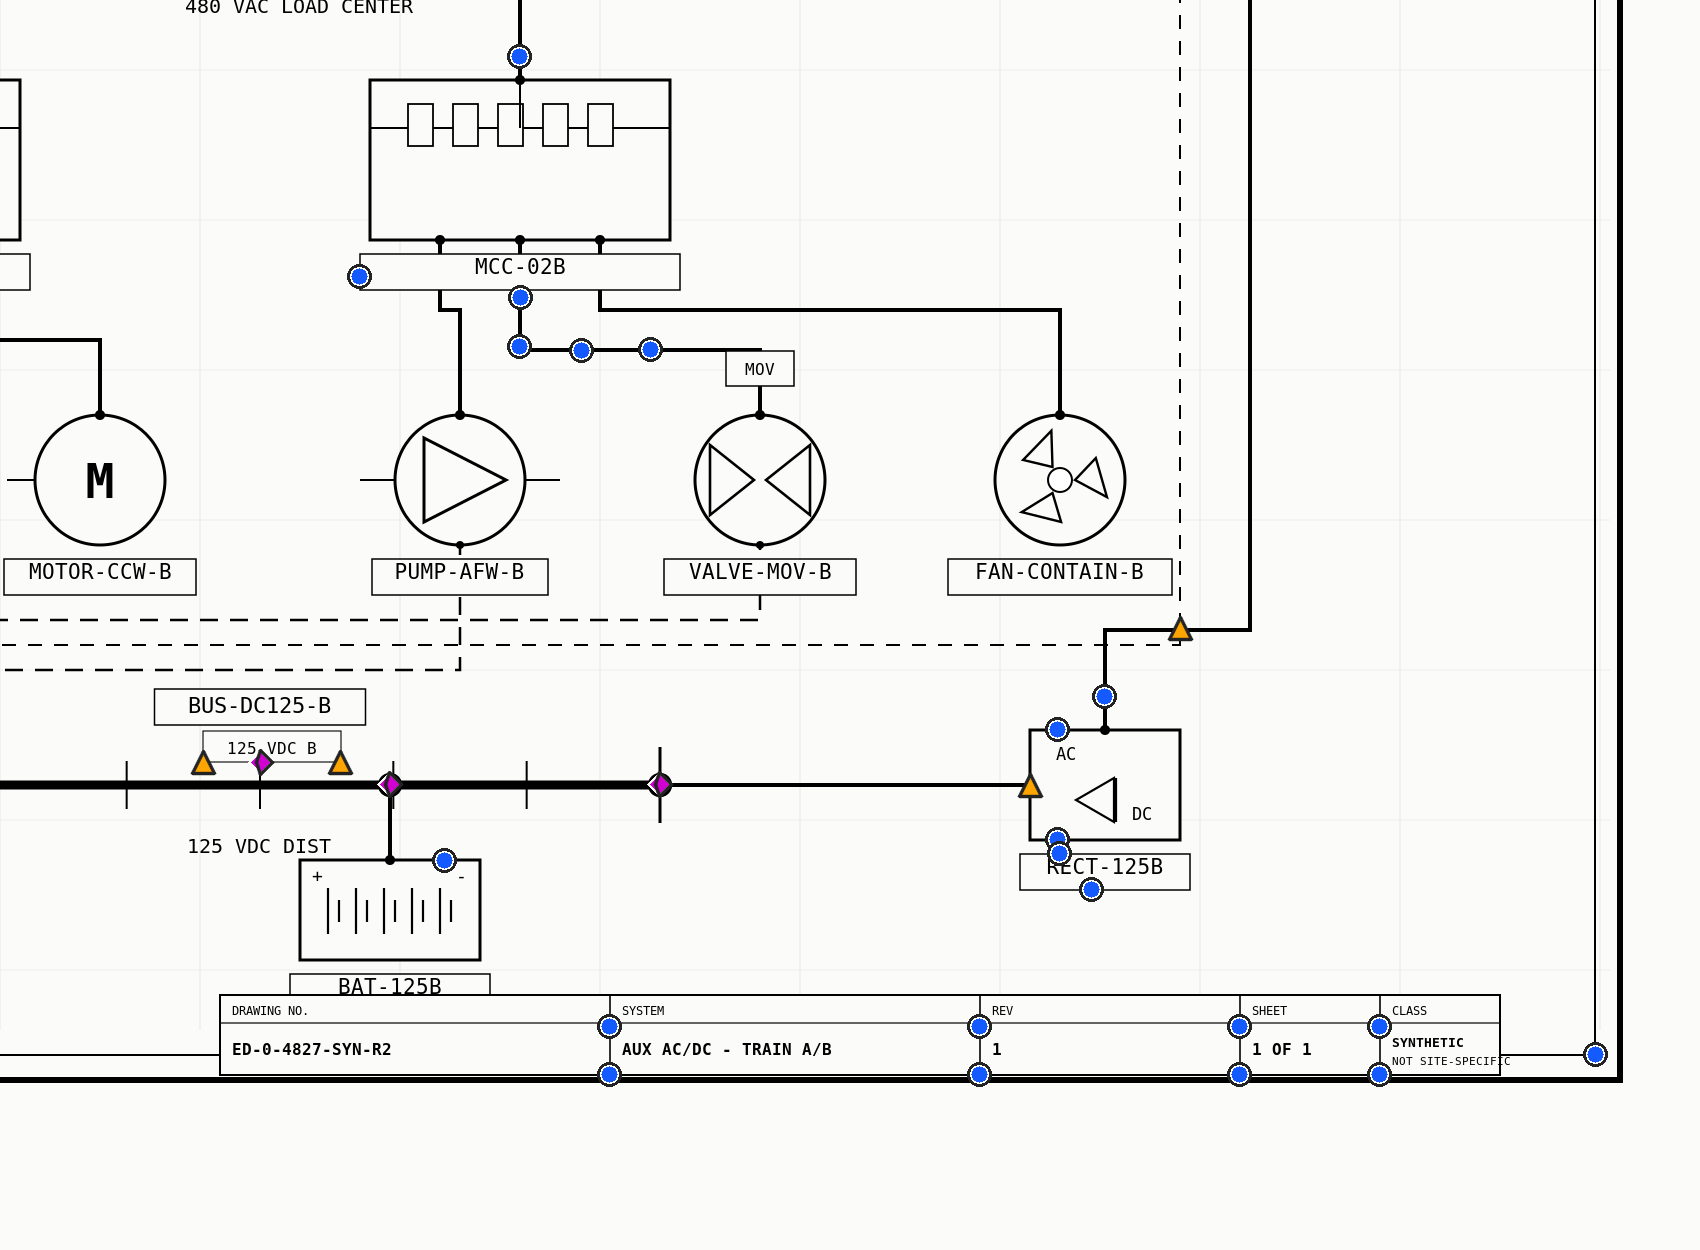 480 VAC LOAD CENTER
MCC-02B
MOV
M
MOTOR-CCW-B
PUMP-AFW-B
VALVE-MOV-B
FAN-CONTAIN-B
BUS-DC125-B
125 VDC B
AC
DC
125 VDC DIST
+ -
RECT-125B
BAT-125B
DRAWING NO.
SYSTEM
REV
SHEET
CLASS
ED-0-4827-SYN-R2
AUX AC/DC - TRAIN A/B
1
1 OF 1
SYNTHETIC
NOT SITE-SPECIFIC